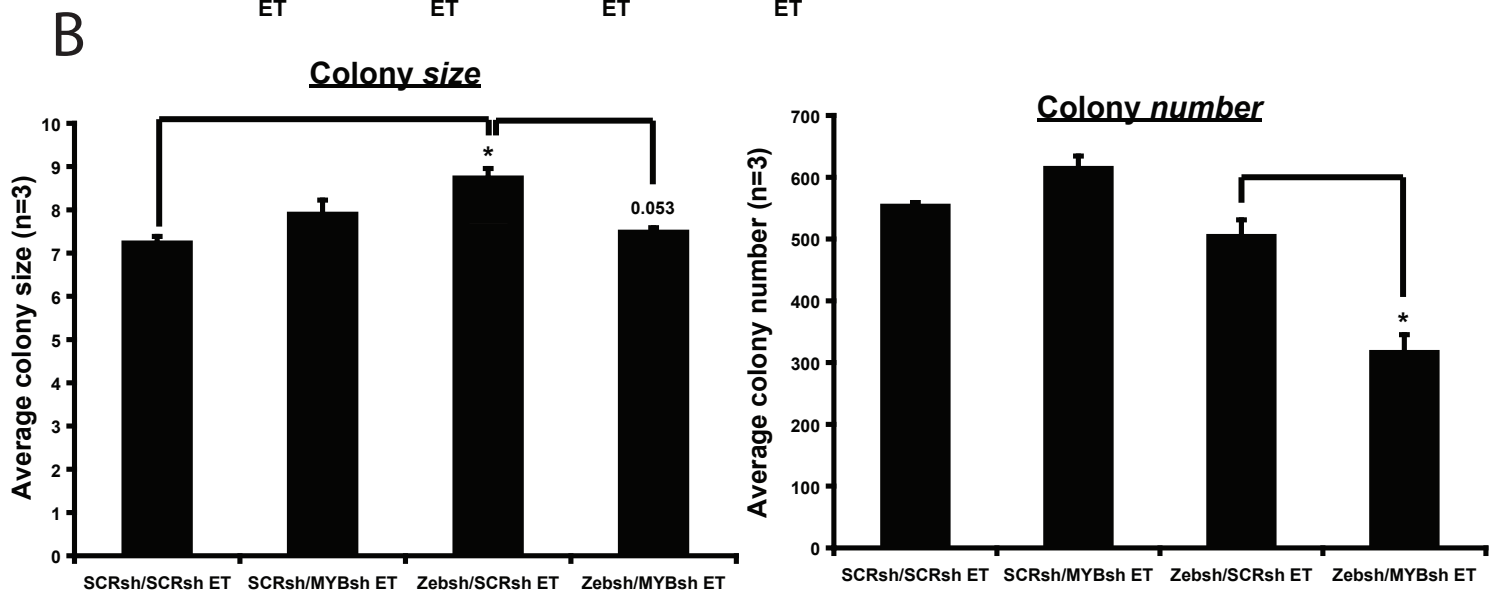 ET ET ET ET
B
Colony size
Average colony size (n=3)
10
9
8
7
6
5
4
3
2
1
0
*
0.053
SCRsh/SCRsh ET SCRsh/MYBsh ET Zebsh/SCRsh ET Zebsh/MYBsh ET
Colony number
Average colony number (n=3)
700
600
500
400
300
200
100
0
*
SCRsh/SCRsh ET SCRsh/MYBsh ET Zebsh/SCRsh ET Zebsh/MYBsh ET